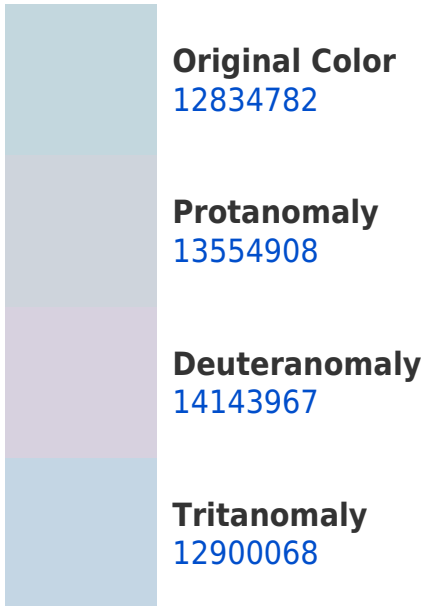 Original Color
12834782
Protanomaly
13554908
Deuteranomaly
14143967
Tritanomaly
12900068